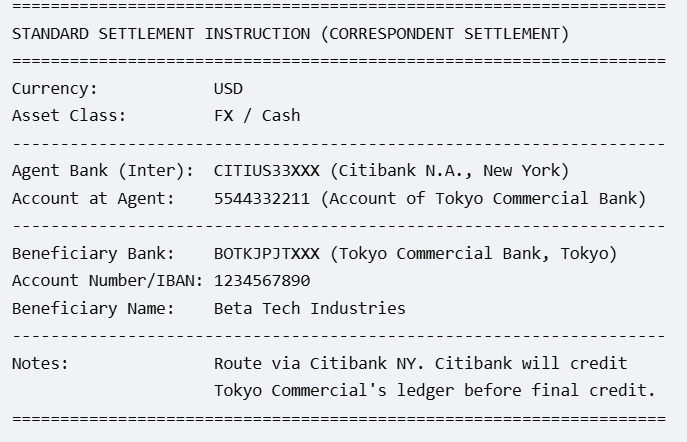 ====================================================================
STANDARD SETTLEMENT INSTRUCTION (CORRESPONDENT SETTLEMENT)
====================================================================
Currency:            USD
Asset Class:         FX / Cash
--------------------------------------------------------------------
Agent Bank (Inter):  CITIUS33XXX (Citibank N.A., New York)
Account at Agent:    5544332211 (Account of Tokyo Commercial Bank)
--------------------------------------------------------------------
Beneficiary Bank:    BOTKJPJTXXX (Tokyo Commercial Bank, Tokyo)
Account Number/IBAN: 1234567890
Beneficiary Name:    Beta Tech Industries
--------------------------------------------------------------------
Notes:               Route via Citibank NY. Citibank will credit
                     Tokyo Commercial's ledger before final credit.
====================================================================